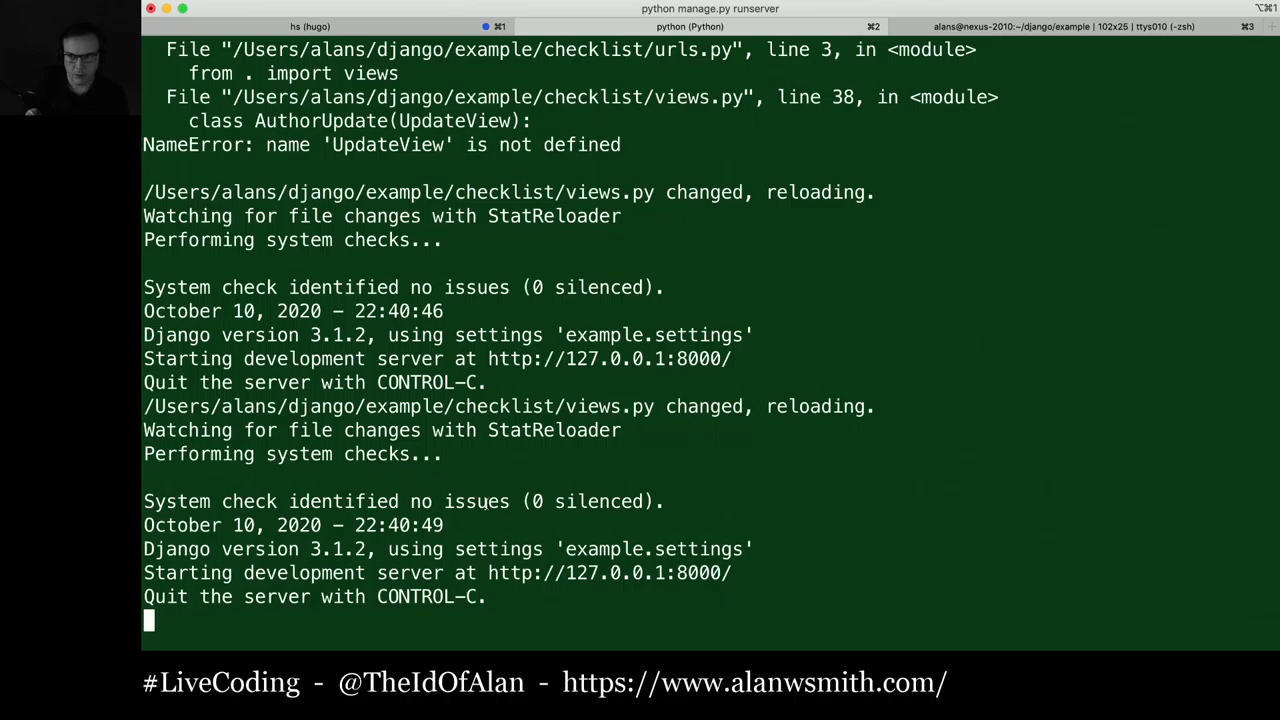 python manage.py runserver
⌥⌘1
hs (hugo)
⌘1
python (Python)
⌘2
alans@nexus-2010:~/django/example | 102x25 | ttys010 (-zsh)
⌘3
File "/Users/alans/django/example/checklist/urls.py", line 3, in <module>
from . import views
File "/Users/alans/django/example/checklist/views.py", line 38, in <module>
class AuthorUpdate(UpdateView):
NameError: name 'UpdateView' is not defined
/Users/alans/django/example/checklist/views.py changed, reloading.
Watching for file changes with StatReloader
Performing system checks...
System check identified no issues (0 silenced).
October 10, 2020 - 22:40:46
Django version 3.1.2, using settings 'example.settings'
Starting development server at http://127.0.0.1:8000/
Quit the server with CONTROL-C.
/Users/alans/django/example/checklist/views.py changed, reloading.
Watching for file changes with StatReloader
Performing system checks...
System check identified no issues (0 silenced).
October 10, 2020 - 22:40:49
Django version 3.1.2, using settings 'example.settings'
Starting development server at http://127.0.0.1:8000/
Quit the server with CONTROL-C.
#LiveCoding - @TheIdOfAlan - https://www.alanwsmith.com/